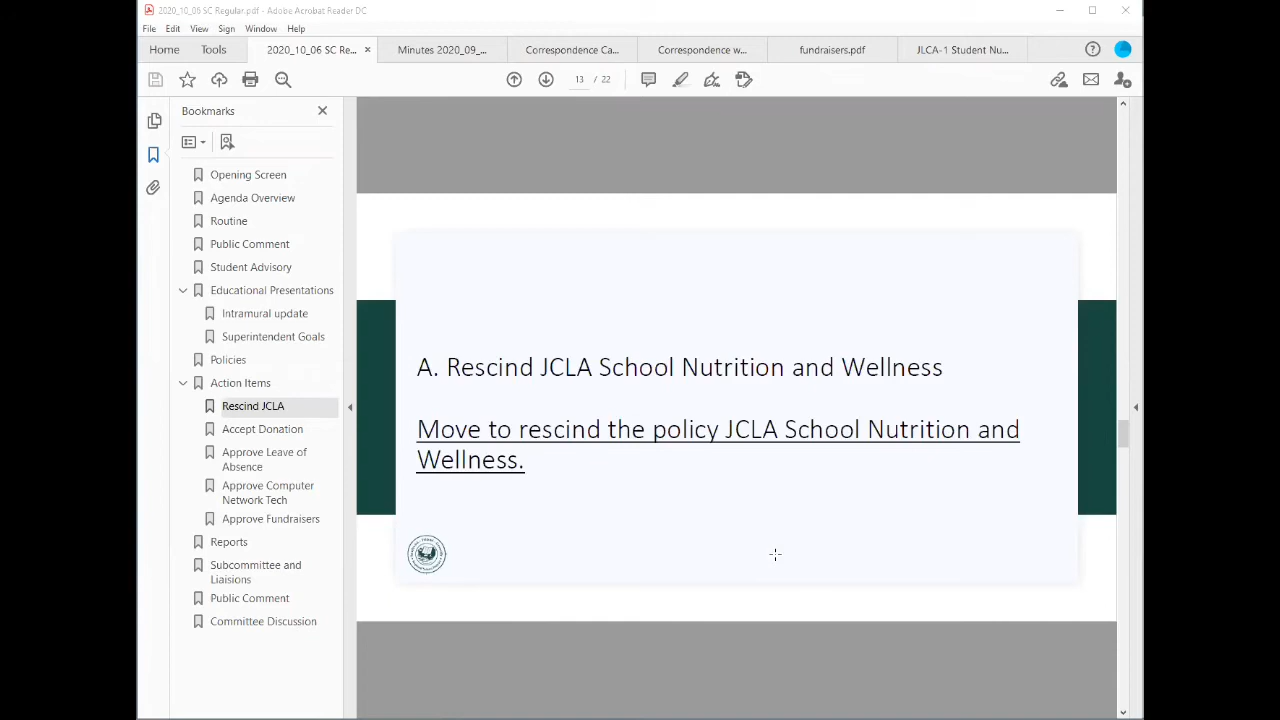 2020_10_06 SC Regular.pdf - Adobe Acrobat Reader DC
File Edit View Sign Window Help
Home Tools 2020_10_06 SC Re... Minutes 2020_09_... Correspondence Ca... Correspondence w... fundraisers.pdf JLCA-1 Student Nu...
13 / 22
Bookmarks
Opening Screen
Agenda Overview
Routine
Public Comment
Student Advisory
Educational Presentations
Intramural update
Superintendent Goals
Policies
Action Items
Rescind JCLA
Accept Donation
Approve Leave of
Absence
Approve Computer
Network Tech
Approve Fundraisers
Reports
Subcommittee and
Liaisions
Public Comment
Committee Discussion
A. Rescind JCLA School Nutrition and Wellness
Move to rescind the policy JCLA School Nutrition and
Wellness.